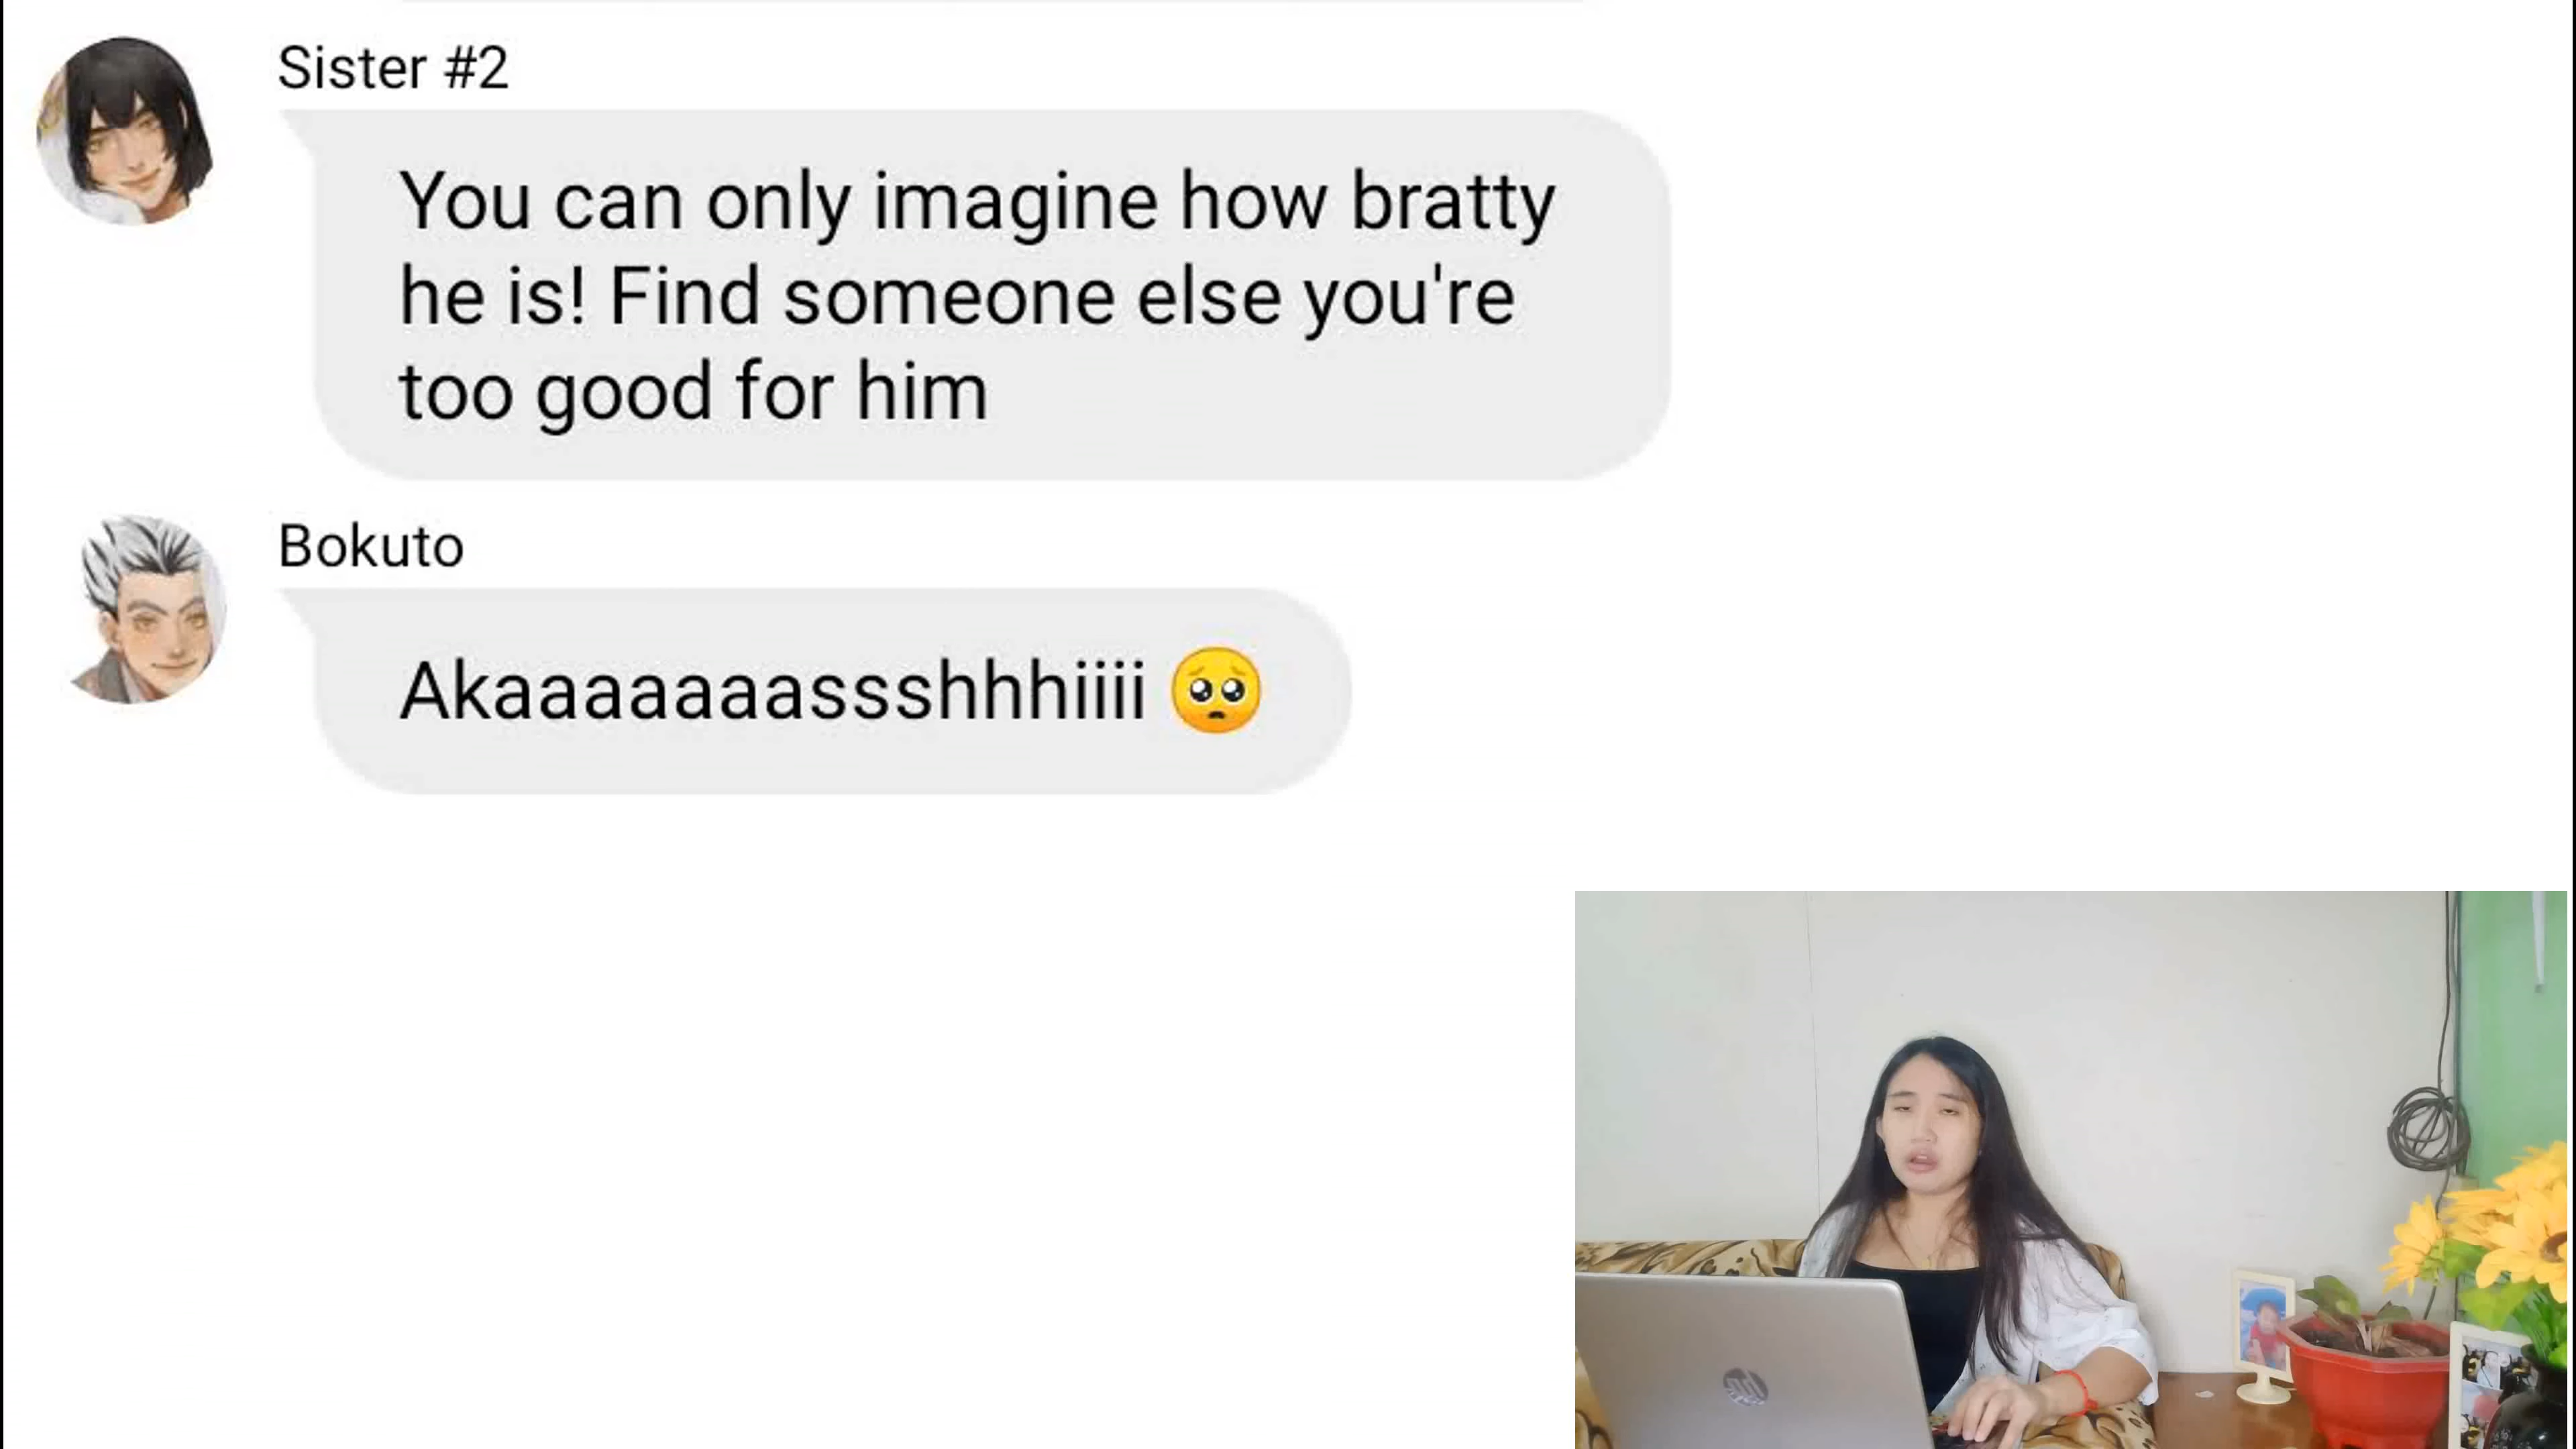 Sister #2
You can only imagine how bratty
he is! Find someone else you're
too good for him
Bokuto
Akaaaaaaassshhhiiii 🥺
hp